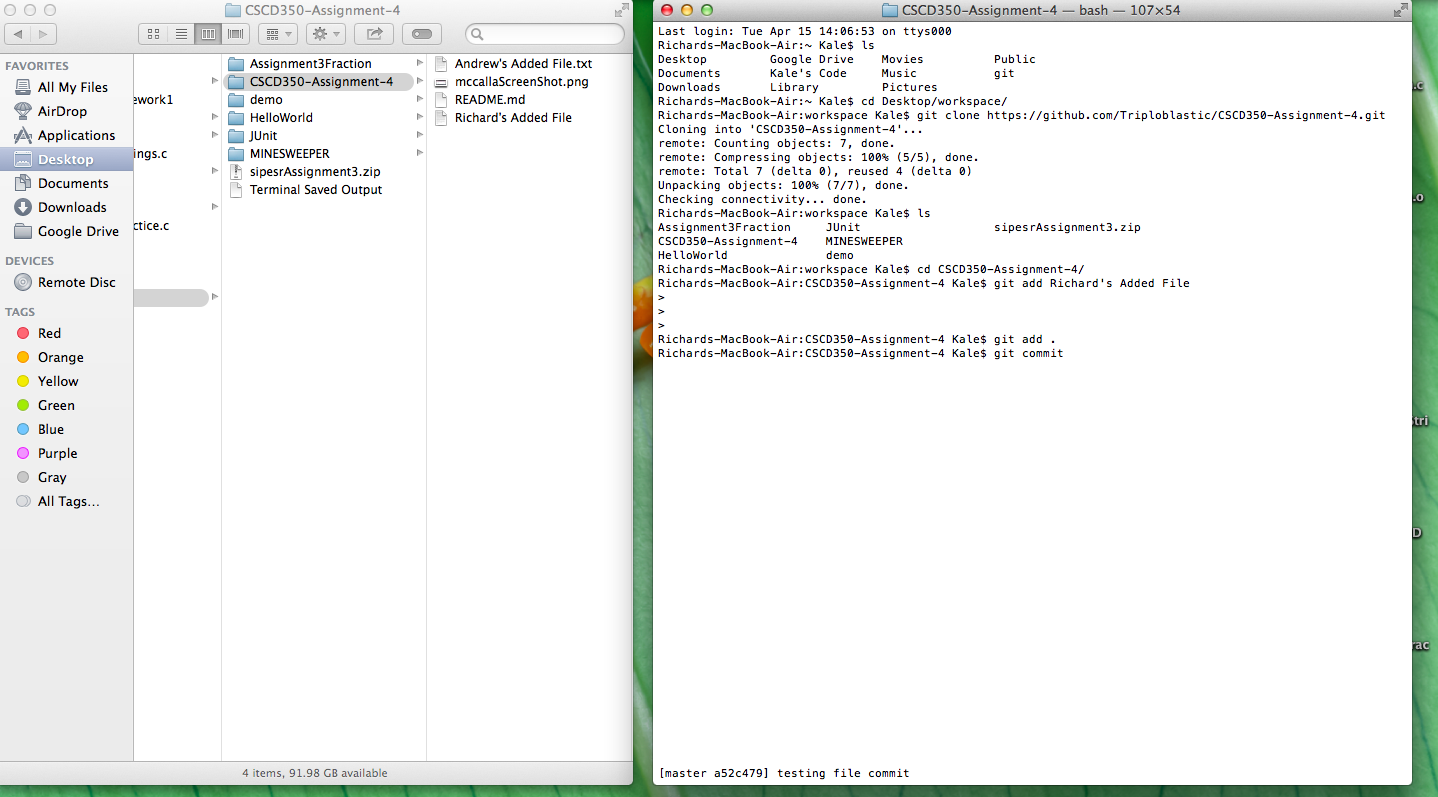 CSCD350-Assignment-4
FAVORITES
All My Files
AirDrop
Applications
Desktop
Documents
Downloads
Google Drive
DEVICES
Remote Disc
TAGS
Red
Orange
Yellow
Green
Blue
Purple
Gray
All Tags...
ework1
ings.c
ctice.c
Assignment3Fraction
CSCD350-Assignment-4
demo
HelloWorld
JUnit
MINESWEEPER
sipesrAssignment3.zip
Terminal Saved Output
Andrew's Added File.txt
mccallaScreenShot.png
README.md
Richard's Added File
4 items, 91.98 GB available
CSCD350-Assignment-4 — bash — 107×54
Last login: Tue Apr 15 14:06:53 on ttys000
Richards-MacBook-Air:~ Kale$ ls
Desktop Google Drive Movies Public
Documents Kale's Code Music git
Downloads Library Pictures
Richards-MacBook-Air:~ Kale$ cd Desktop/workspace/
Richards-MacBook-Air:workspace Kale$ git clone https://github.com/Triploblastic/CSCD350-Assignment-4.git
Cloning into 'CSCD350-Assignment-4'...
remote: Counting objects: 7, done.
remote: Compressing objects: 100% (5/5), done.
remote: Total 7 (delta 0), reused 4 (delta 0)
Unpacking objects: 100% (7/7), done.
Checking connectivity... done.
Richards-MacBook-Air:workspace Kale$ ls
Assignment3Fraction JUnit sipesrAssignment3.zip
CSCD350-Assignment-4 MINESWEEPER
HelloWorld demo
Richards-MacBook-Air:workspace Kale$ cd CSCD350-Assignment-4/
Richards-MacBook-Air:CSCD350-Assignment-4 Kale$ git add Richard's Added File
>
>
>
Richards-MacBook-Air:CSCD350-Assignment-4 Kale$ git add .
Richards-MacBook-Air:CSCD350-Assignment-4 Kale$ git commit
[master a52c479] testing file commit
.c
.o
stri
D
rac